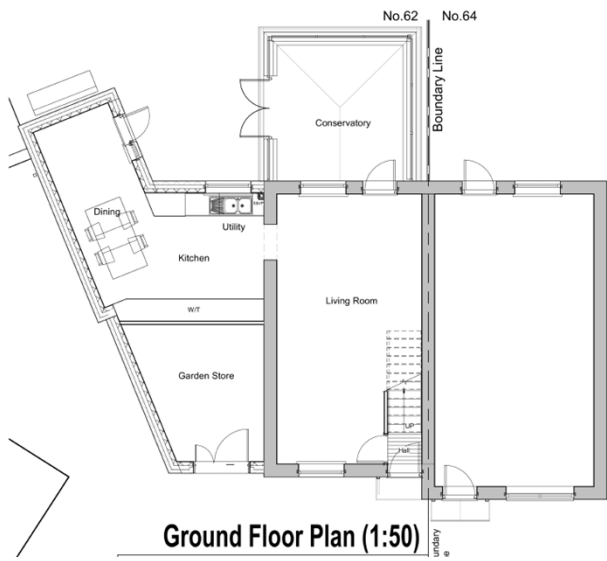 No.62 No.64
Boundary Line
Conservatory
Dining
Utility
Kitchen
W/T
Living Room
Garden Store
UP
Hall
Ground Floor Plan (1:50)
undary
e